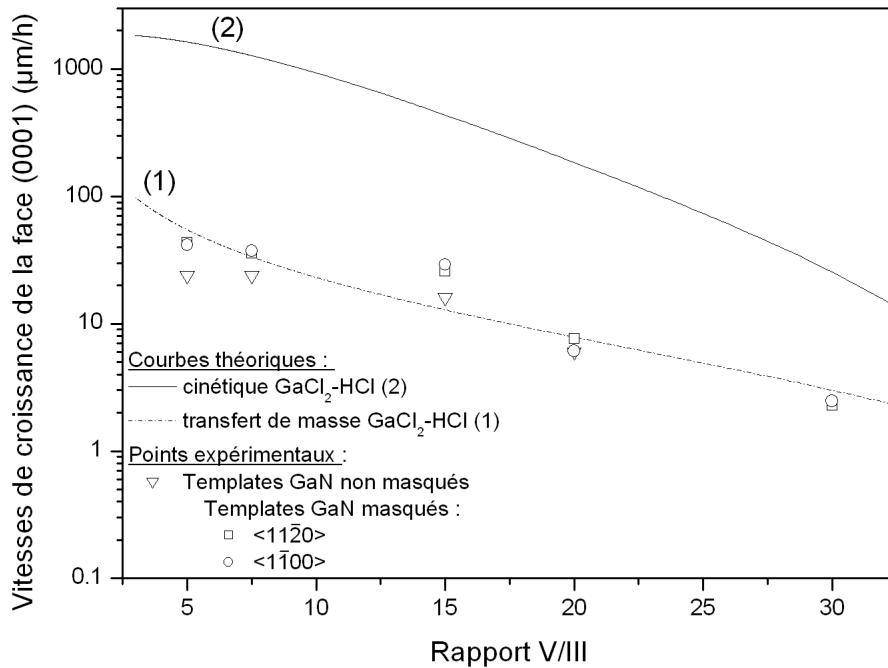 Vitesses de croissance de la face (0001) (µm/h)
1000
100
10
1
0.1
(2)
(1)
Courbes théoriques :
cinétique GaCl₂-HCl (2)
transfert de masse GaCl₂-HCl (1)
Points expérimentaux :
Templates GaN non masqués
Templates GaN masqués :
<112̅0>
<11̅00>
5 10 15 20 25 30
Rapport V/III